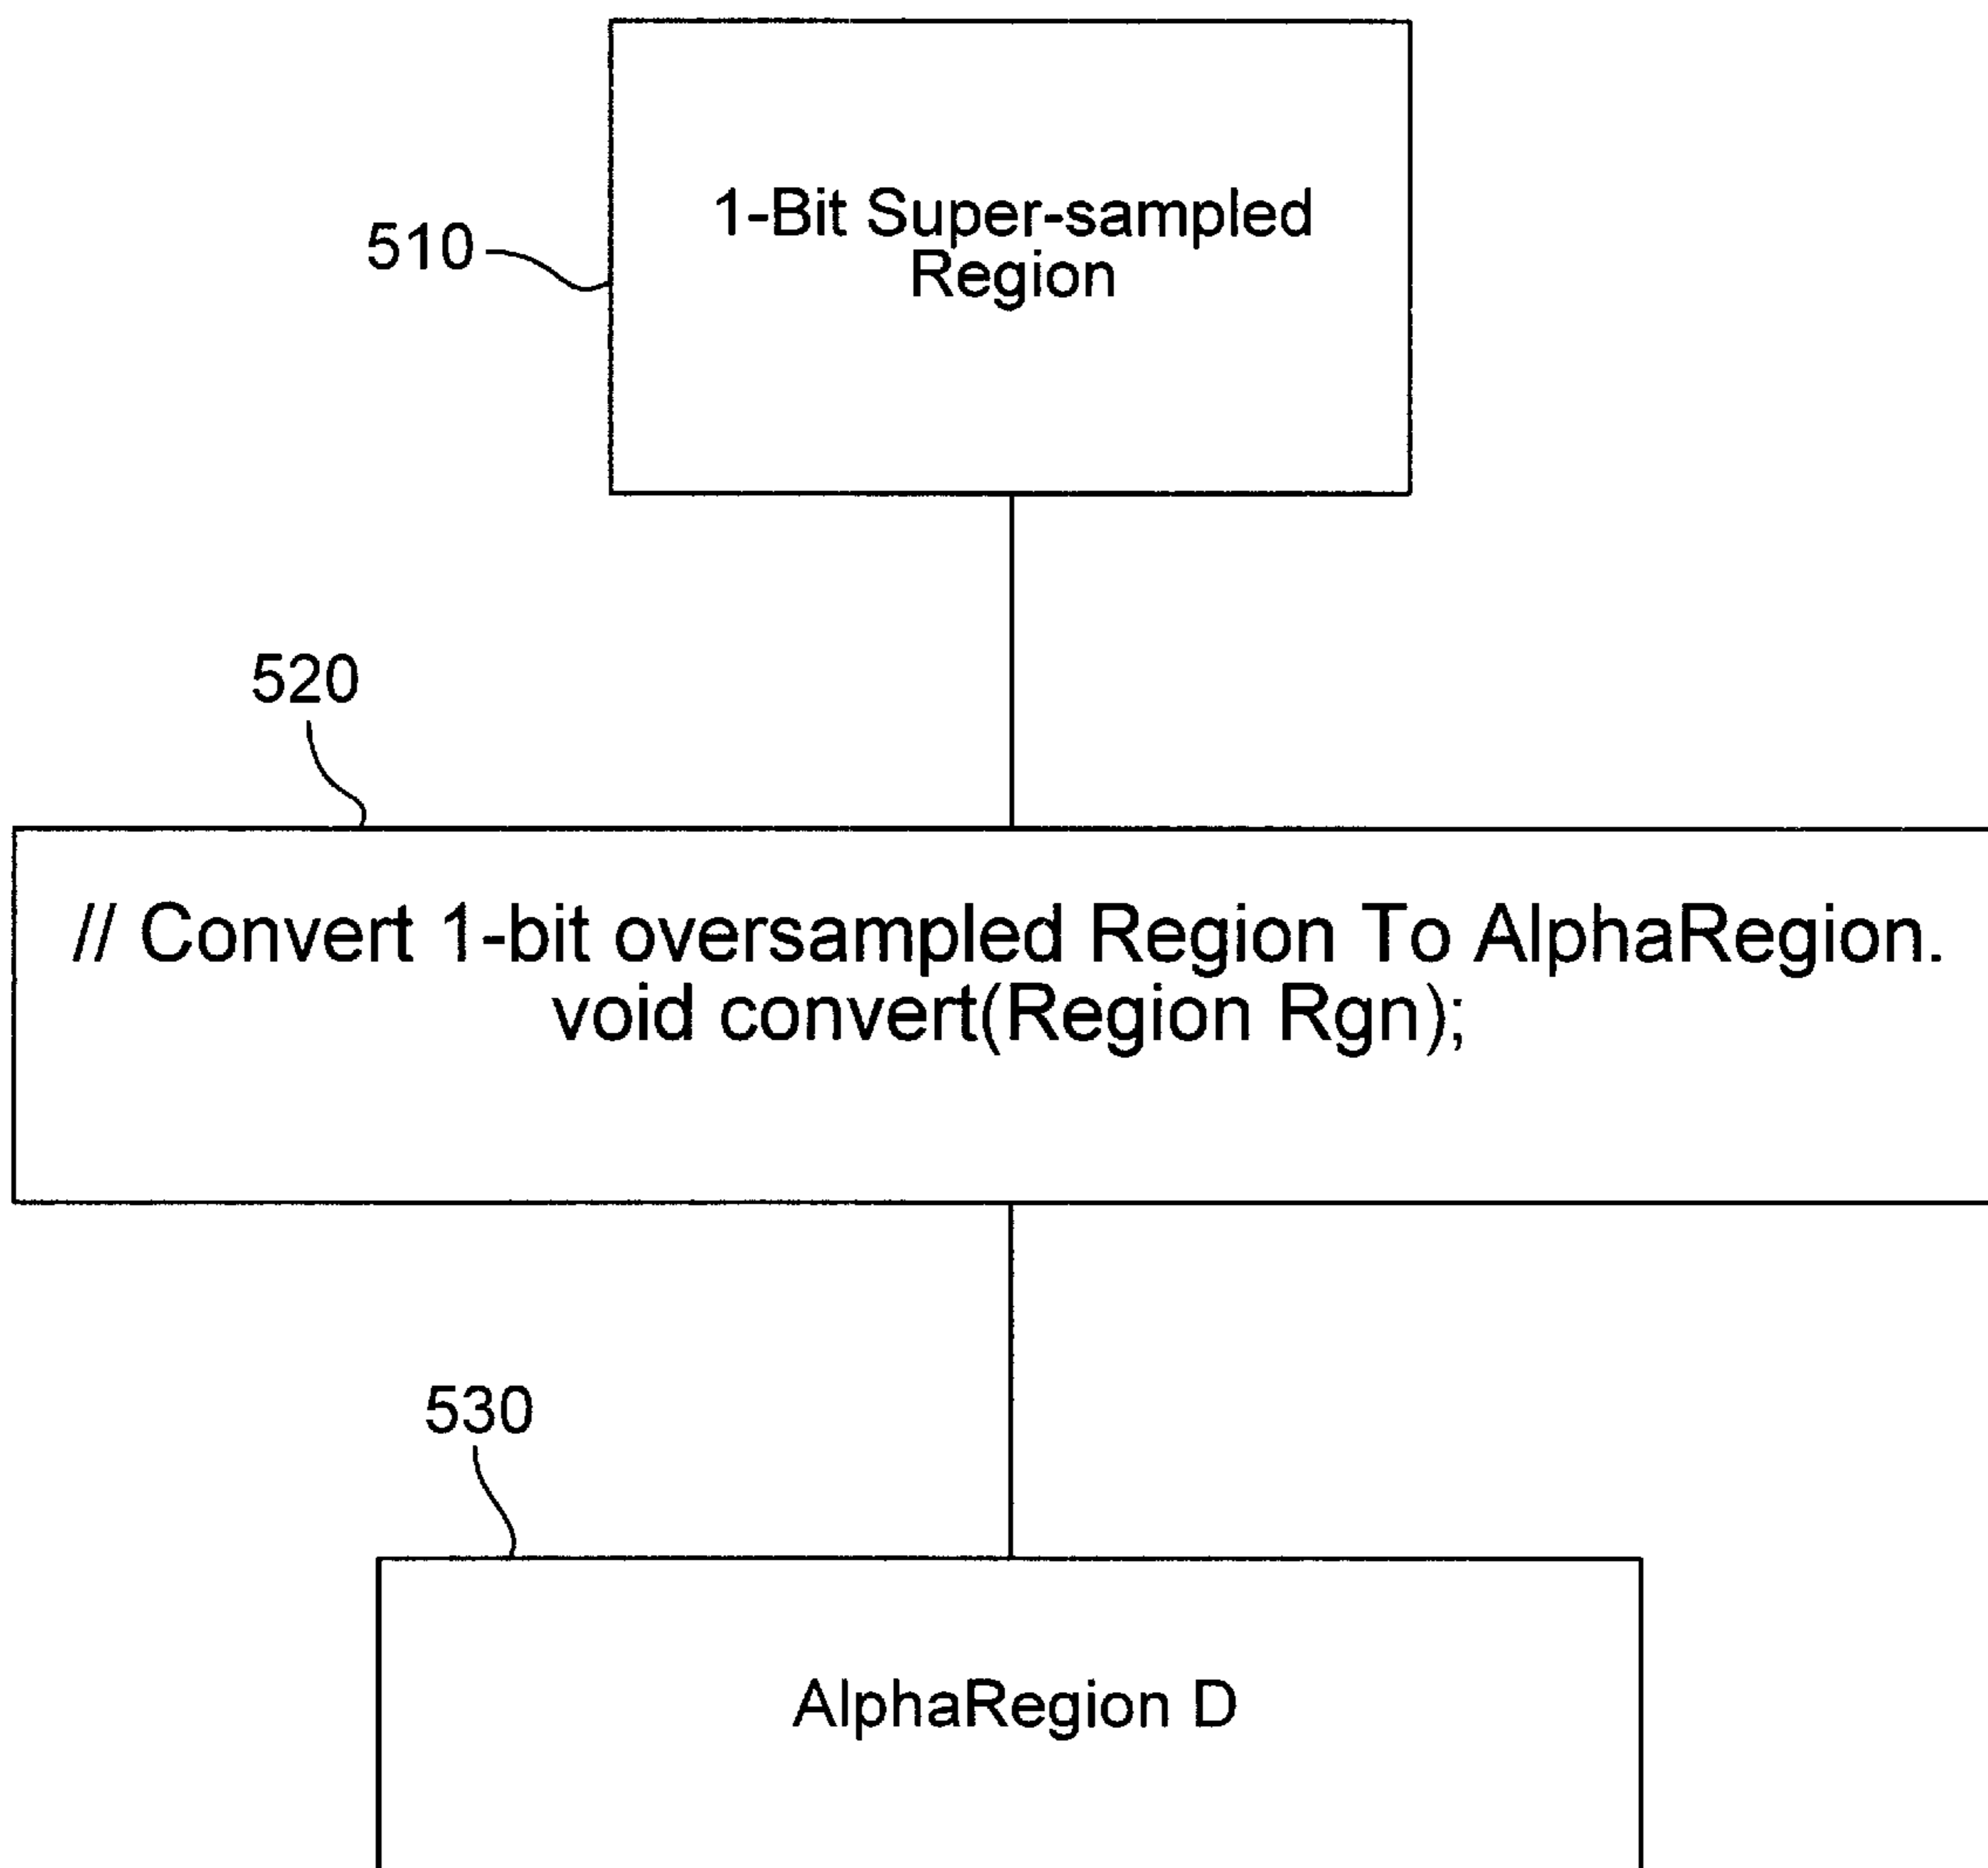 1-Bit Super-sampled
Region
510
520
// Convert 1-bit oversampled Region To AlphaRegion.
void convert(Region Rgn);
530
AlphaRegion D